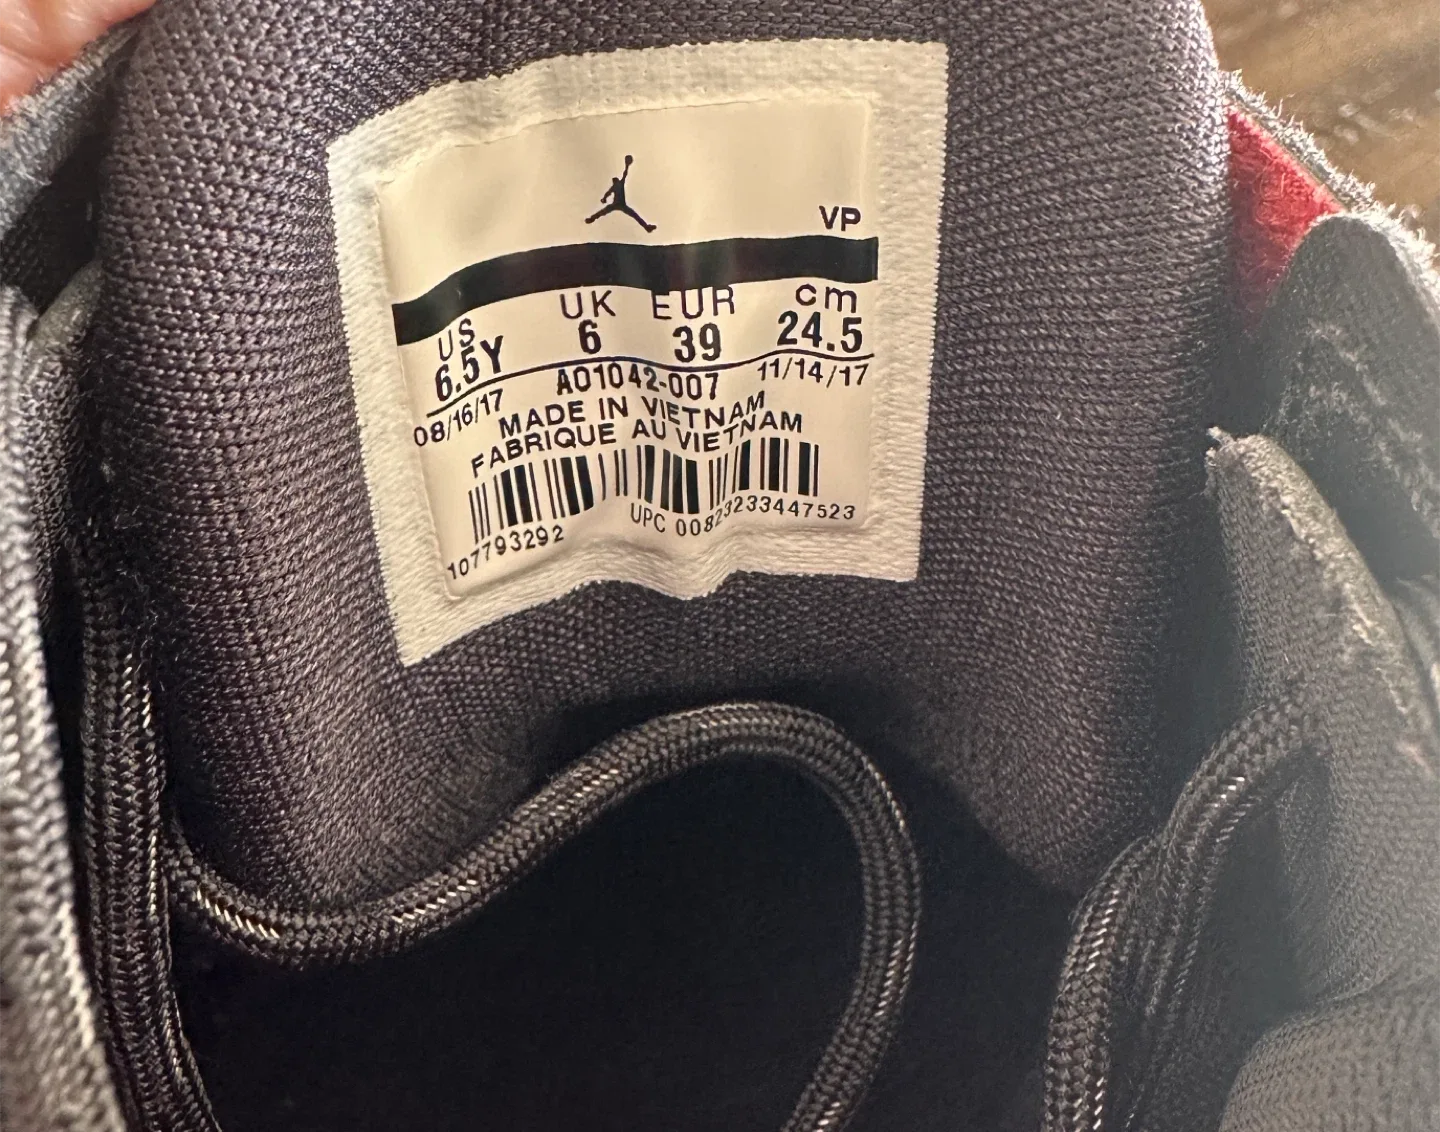 VP
US UK EUR cm
6.5Y 6 39 24.5
08/16/17 AO1042-007 11/14/17
MADE IN VIETNAM
FABRIQUE AU VIETNAM
107793292 UPC 00823233447523